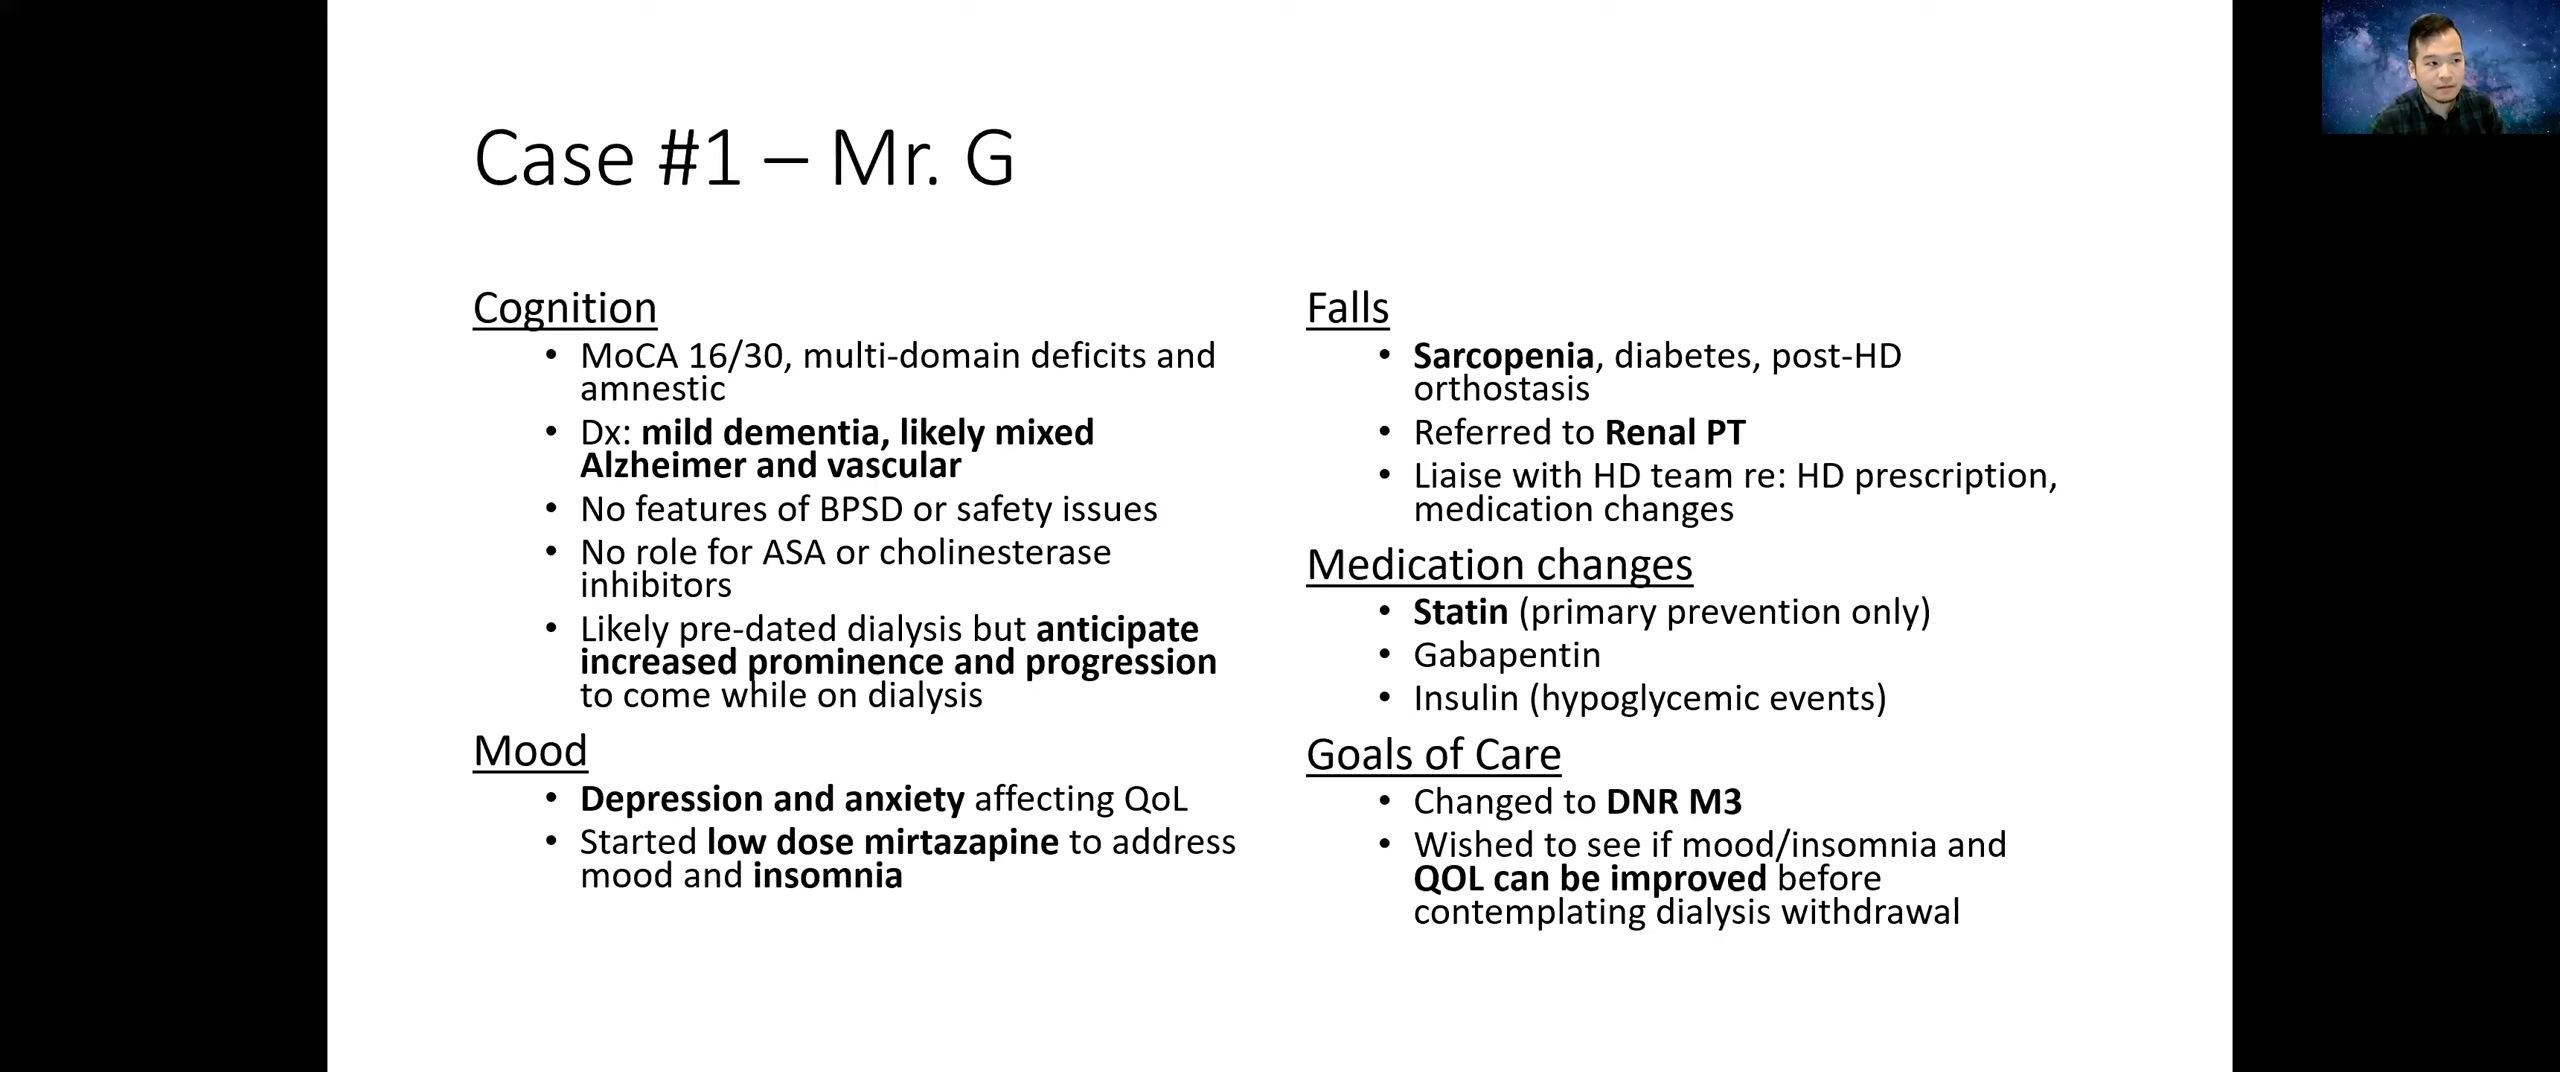 Case #1 – Mr. G
Cognition
• MoCA 16/30, multi-domain deficits and
amnestic
• Dx: mild dementia, likely mixed
Alzheimer and vascular
• No features of BPSD or safety issues
• No role for ASA or cholinesterase
inhibitors
• Likely pre-dated dialysis but anticipate
increased prominence and progression
to come while on dialysis
Mood
• Depression and anxiety affecting QoL
• Started low dose mirtazapine to address
mood and insomnia
Falls
• Sarcopenia, diabetes, post-HD
orthostasis
• Referred to Renal PT
• Liaise with HD team re: HD prescription,
medication changes
Medication changes
• Statin (primary prevention only)
• Gabapentin
• Insulin (hypoglycemic events)
Goals of Care
• Changed to DNR M3
• Wished to see if mood/insomnia and
QOL can be improved before
contemplating dialysis withdrawal